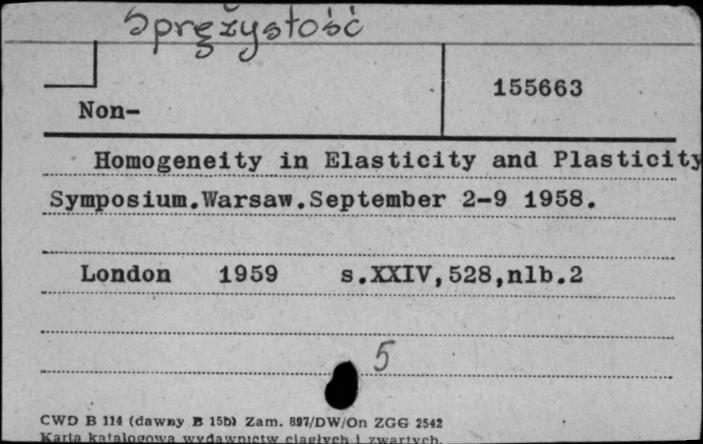 Sprężystość
155663
Non-
Homogeneity in Elasticity and Plasticity
Symposium.Warsaw.September 2-9 1958.
London 1959 s.XXIV,528,nlb.2
5
CWD B 114 (dawny B 15b) Zam. 897/DW/On ZGG 2542
Karta katalogowa wydawnictw ciągłych i zwartych.